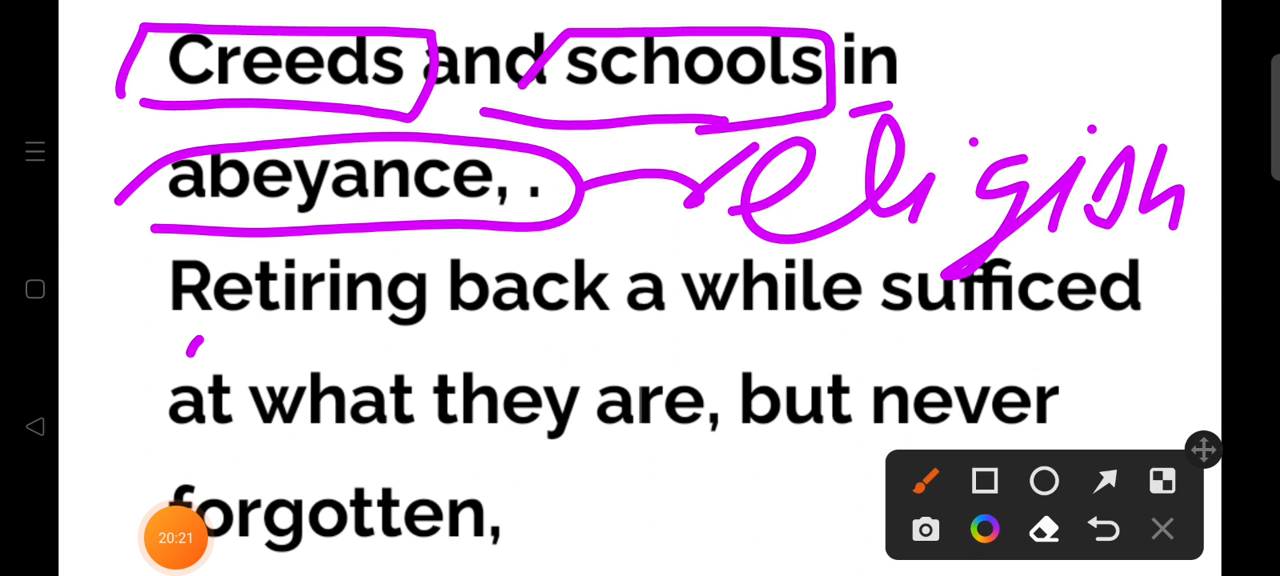 Creeds and schools in
abeyance, . religion
Retiring back a while sufficed
at what they are, but never
forgotten,
20:21